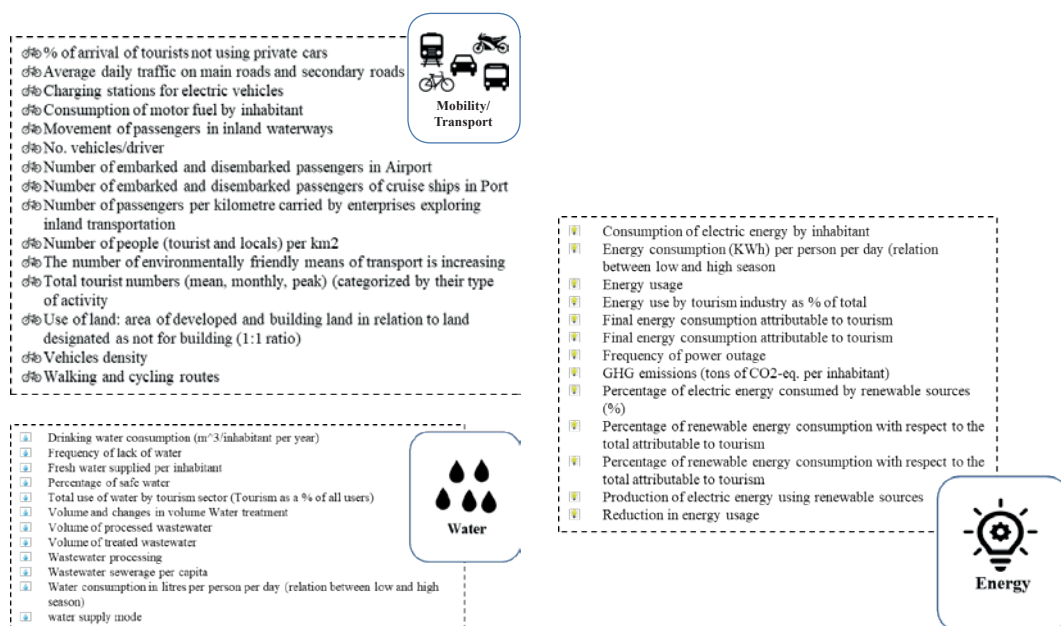 % of arrival of tourists not using private cars
Average daily traffic on main roads and secondary roads
Charging stations for electric vehicles
Consumption of motor fuel by inhabitant
Movement of passengers in inland waterways
No. vehicles/driver
Number of embarked and disembarked passengers in Airport
Number of embarked and disembarked passengers of cruise ships in Port
Number of passengers per kilometre carried by enterprises exploring
inland transportation
Number of people (tourist and locals) per km2
The number of environmentally friendly means of transport is increasing
Total tourist numbers (mean, monthly, peak) (categorized by their type
of activity
Use of land: area of developed and building land in relation to land
designated as not for building (1:1 ratio)
Vehicles density
Walking and cycling routes
Mobility/
Transport
Drinking water consumption (m^3/inhabitant per year)
Frequency of lack of water
Fresh water supplied per inhabitant
Percentage of safe water
Total use of water by tourism sector (Tourism as a % of all users)
Volume and changes in volume Water treatment
Volume of processed wastewater
Volume of treated wastewater
Wastewater processing
Wastewater sewerage per capita
Water consumption in litres per person per day (relation between low and high
season)
water supply mode
Water
Consumption of electric energy by inhabitant
Energy consumption (KWh) per person per day (relation
between low and high season
Energy usage
Energy use by tourism industry as % of total
Final energy consumption attributable to tourism
Final energy consumption attributable to tourism
Frequency of power outage
GHG emissions (tons of CO2-eq. per inhabitant)
Percentage of electric energy consumed by renewable sources
(%)
Percentage of renewable energy consumption with respect to the
total attributable to tourism
Percentage of renewable energy consumption with respect to the
total attributable to tourism
Production of electric energy using renewable sources
Reduction in energy usage
Energy